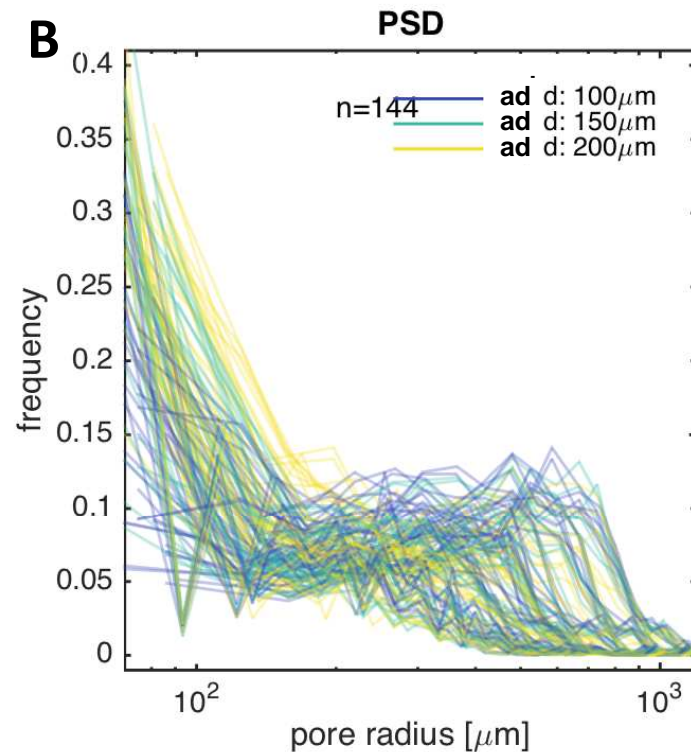 B
PSD
0.4
0.35
0.3
0.25
0.2
0.15
0.1
0.05
0
frequency
n=144
ad d: 100μm
ad d: 150μm
ad d: 200μm
10² 10³
pore radius [μm]